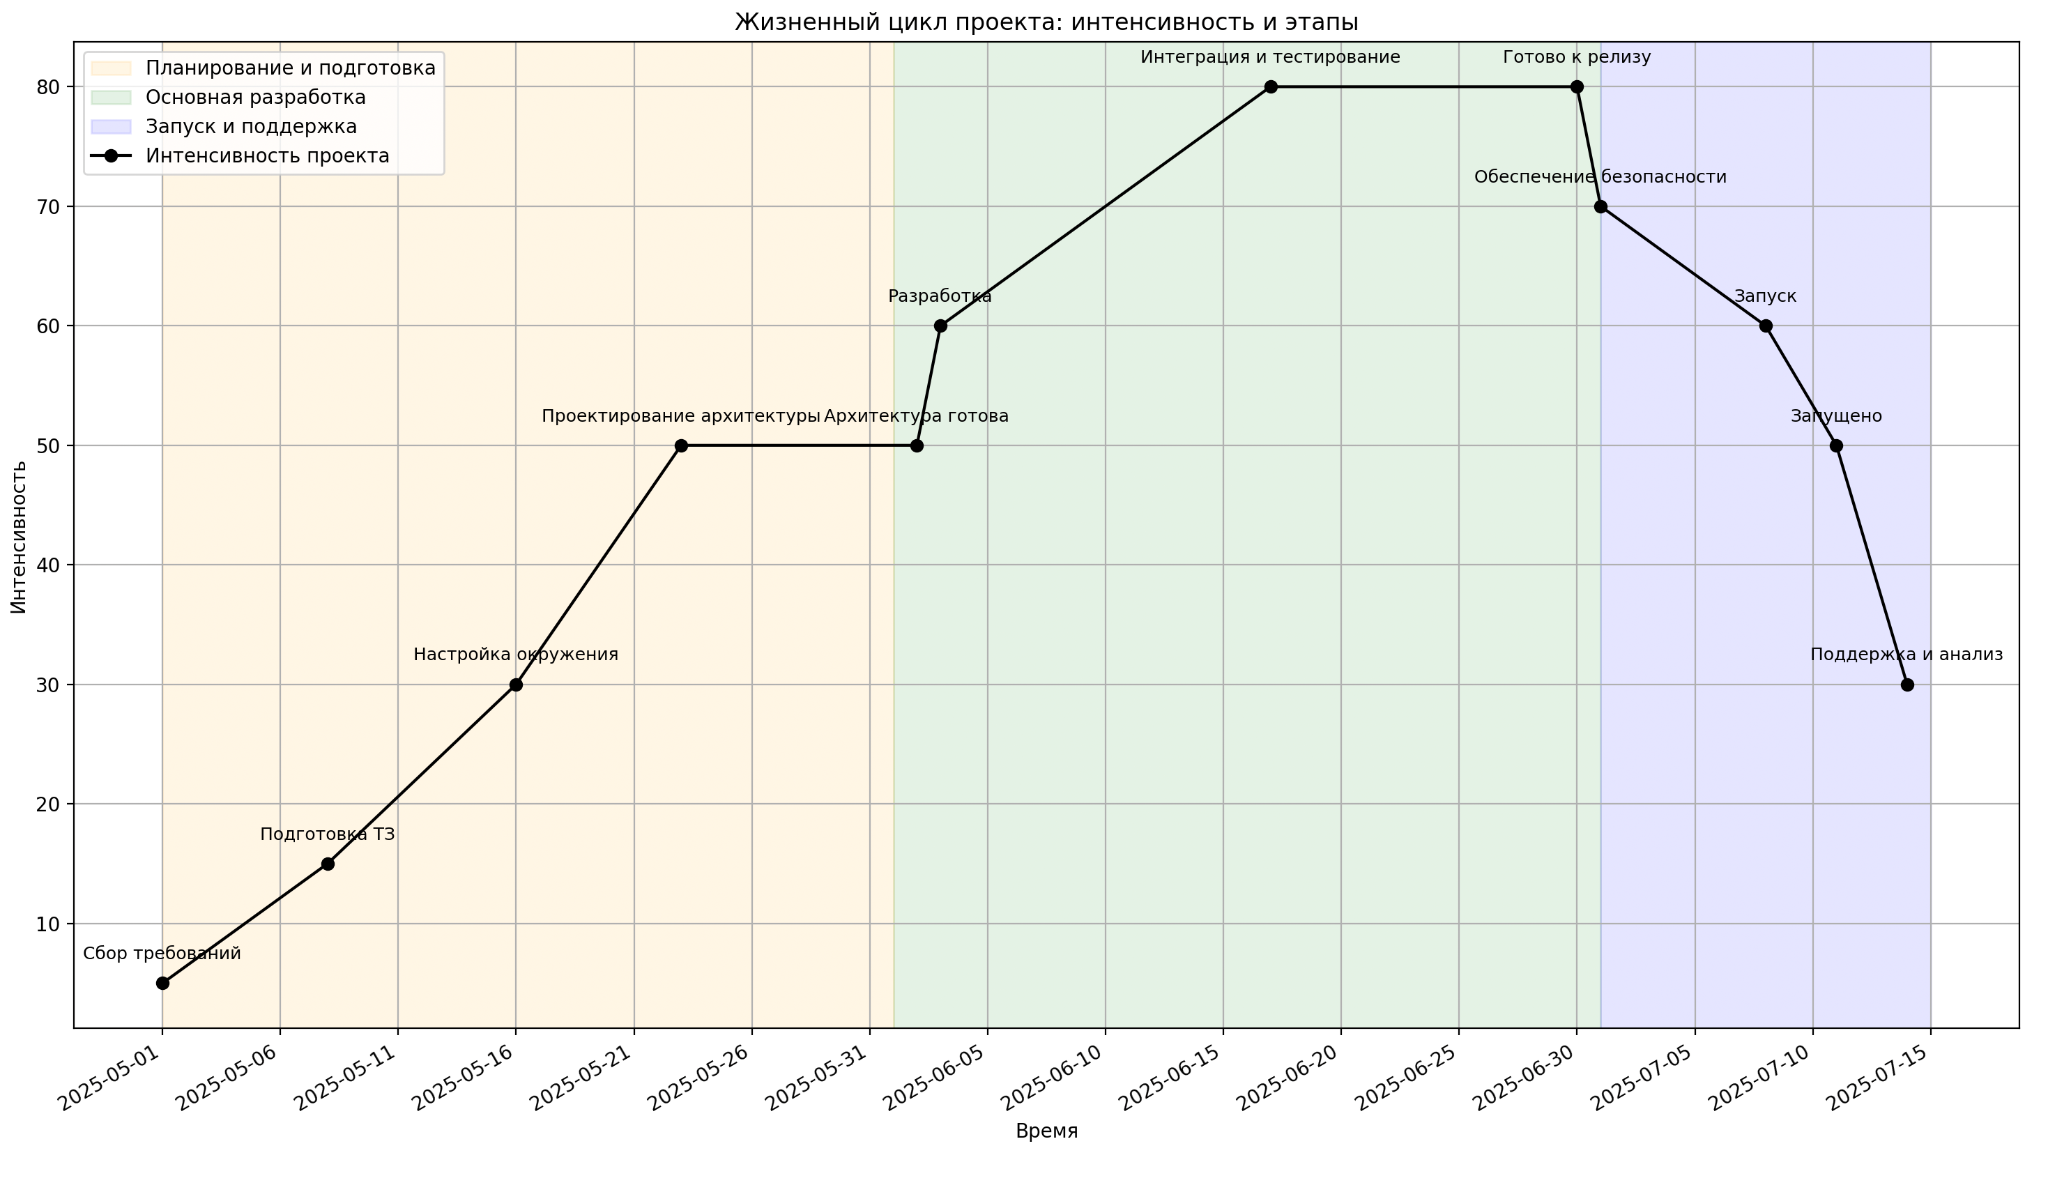 Жизненный цикл проекта: интенсивность и этапы
Планирование и подготовка
Основная разработка
Запуск и поддержка
Интенсивность проекта
Интеграция и тестирование
Готово к релизу
Обеспечение безопасности
Разработка
Запуск
Проектирование архитектуры
Архитектура готова
Запущено
Настройка окружения
Поддержка и анализ
Подготовка ТЗ
Сбор требований
Интенсивность
80
70
60
50
40
30
20
10
2025-05-01
2025-05-06
2025-05-11
2025-05-16
2025-05-21
2025-05-26
2025-05-31
2025-06-05
2025-06-10
2025-06-15
2025-06-20
2025-06-25
2025-06-30
2025-07-05
2025-07-10
2025-07-15
Время